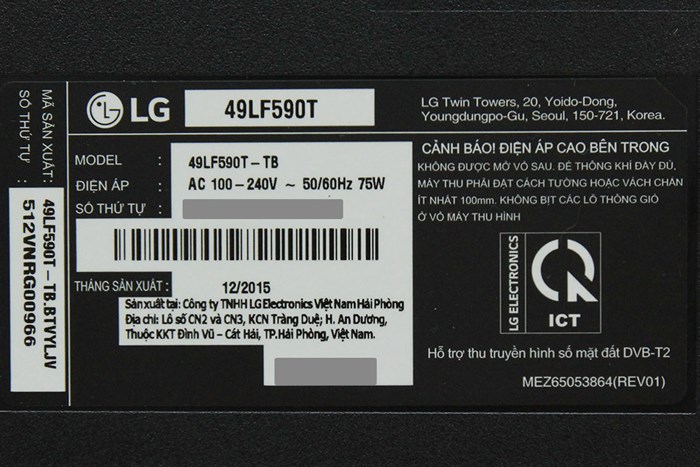 MÃ SẢN XUẤT: 49LF590T-TB.BTVYLJV
SỐ THỨ TỰ : 512VNRG00966
LG
49LF590T
LG Twin Towers, 20, Yoido-Dong,
Youngdungpo-Gu, Seoul, 150-721, Korea.
MODEL : 49LF590T-TB
ĐIỆN ÁP : AC 100-240V ~ 50/60Hz 75W
SỐ THỨ TỰ :
THÁNG SẢN XUẤT : 12/2015
Sản xuất tại: Công ty TNHH LG Electronics Việt Nam Hải Phòng
Địa chỉ: Lô số CN2 và CN3, KCN Tràng Duệ; H. An Dương,
Thuộc KKT Đình Vũ - Cát Hải, TP.Hải Phòng, Việt Nam.
CẢNH BÁO! ĐIỆN ÁP CAO BÊN TRONG
KHÔNG ĐƯỢC MỞ VỎ SAU. ĐỂ THÔNG KHÍ ĐẦY ĐỦ,
MÁY THU PHẢI ĐẶT CÁCH TƯỜNG HOẶC VÁCH CHẮN
ÍT NHẤT 100mm. KHÔNG BỊT CÁC LỖ THÔNG GIÓ
Ở VỎ MÁY THU HÌNH
LG ELECTRONICS
ICT
Hỗ trợ thu truyền hình số mặt đất DVB-T2
MEZ65053864(REV01)